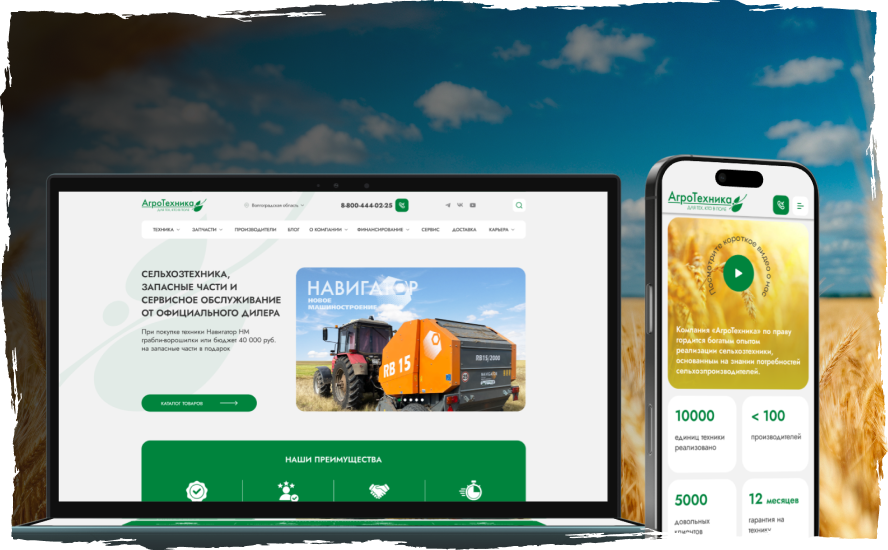 АгроТехника
ДЛЯ ТЕХ, КТО В ПОЛЕ
Волгоградская область
8-800-444-02-25
ТЕХНИКА
ЗАПЧАСТИ
ПРОИЗВОДИТЕЛИ
БЛОГ
О КОМПАНИИ
ФИНАНСИРОВАНИЕ
СЕРВИС
ДОСТАВКА
КАРЬЕРА
СЕЛЬХОЗТЕХНИКА,
ЗАПАСНЫЕ ЧАСТИ И
СЕРВИСНОЕ ОБСЛУЖИВАНИЕ
ОТ ОФИЦИАЛЬНОГО ДИЛЕРА
При покупке техники Навигатор НМ
грабли-ворошилки или бюджет 40 000 руб.
на запасные части в подарок
КАТАЛОГ ТОВАРОВ
НАВИГАТОР
НОВОЕ
МАШИНОСТРОЕНИЕ
RB 15
RB15/2000
НАШИ ПРЕИМУЩЕСТВА
АгроТехника
ДЛЯ ТЕХ, КТО В ПОЛЕ
Посмотрите короткое видео о нас
Компания «АгроТехника» по праву
гордится богатым опытом
реализации сельхозтехники,
основанным на знании потребностей
сельхозпроизводителей.
10000
единиц техники
реализовано
< 100
производителей
5000
довольных
клиентов
12 месяцев
гарантия на
технику